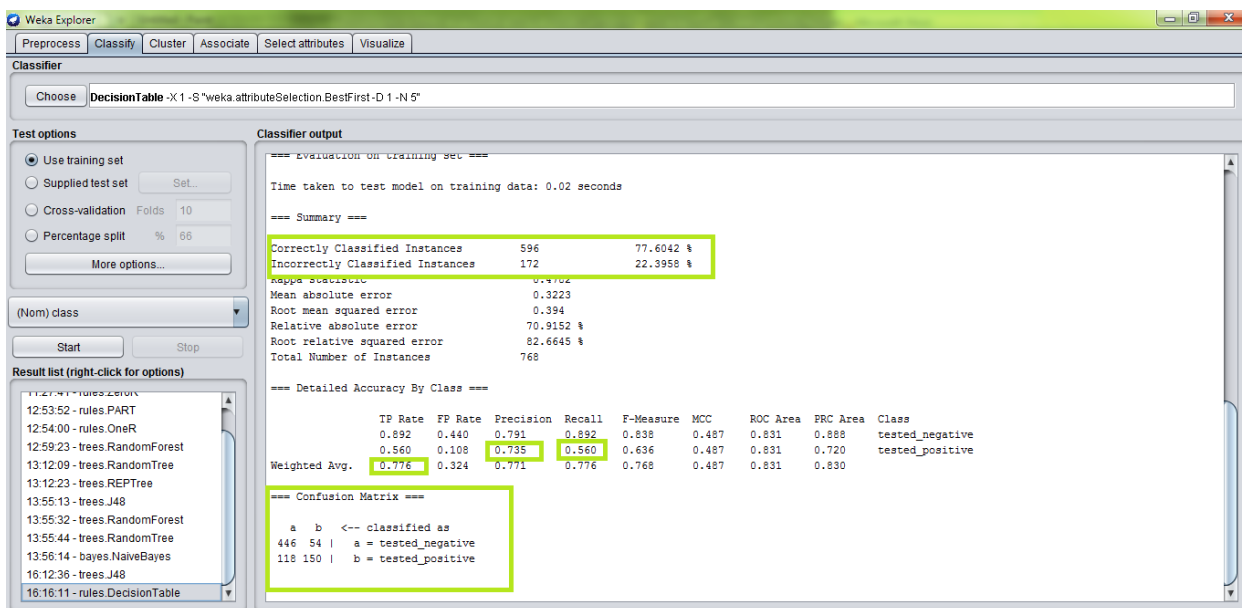 Weka Explorer
Preprocess Classify Cluster Associate Select attributes Visualize
Classifier
Choose DecisionTable -X 1 -S "weka.attributeSelection.BestFirst -D 1 -N 5"
Test options
Use training set
Supplied test set Set...
Cross-validation Folds 10
Percentage split % 66
More options...
(Nom) class
Start Stop
Result list (right-click for options)
11:27:41 - rules.ZeroR
12:53:52 - rules.PART
12:54:00 - rules.OneR
12:59:23 - trees.RandomForest
13:12:09 - trees.RandomTree
13:12:23 - trees.REPTree
13:55:13 - trees.J48
13:55:32 - trees.RandomForest
13:55:44 - trees.RandomTree
13:56:14 - bayes.NaiveBayes
16:12:36 - trees.J48
16:16:11 - rules.DecisionTable
Classifier output
=== Evaluation on training set ===
Time taken to test model on training data: 0.02 seconds
=== Summary ===
Correctly Classified Instances 596 77.6042 %
Incorrectly Classified Instances 172 22.3958 %
Kappa statistic
Mean absolute error 0.3223
Root mean squared error 0.394
Relative absolute error 70.9152 %
Root relative squared error 82.6645 %
Total Number of Instances 768
=== Detailed Accuracy By Class ===
TP Rate FP Rate Precision Recall F-Measure MCC ROC Area PRC Area Class
0.892 0.440 0.791 0.892 0.838 0.487 0.831 0.888 tested_negative
0.560 0.108 0.735 0.560 0.636 0.487 0.831 0.720 tested_positive
Weighted Avg. 0.776 0.324 0.771 0.776 0.768 0.487 0.831 0.830
=== Confusion Matrix ===
a b <-- classified as
446 54 | a = tested_negative
118 150 | b = tested_positive